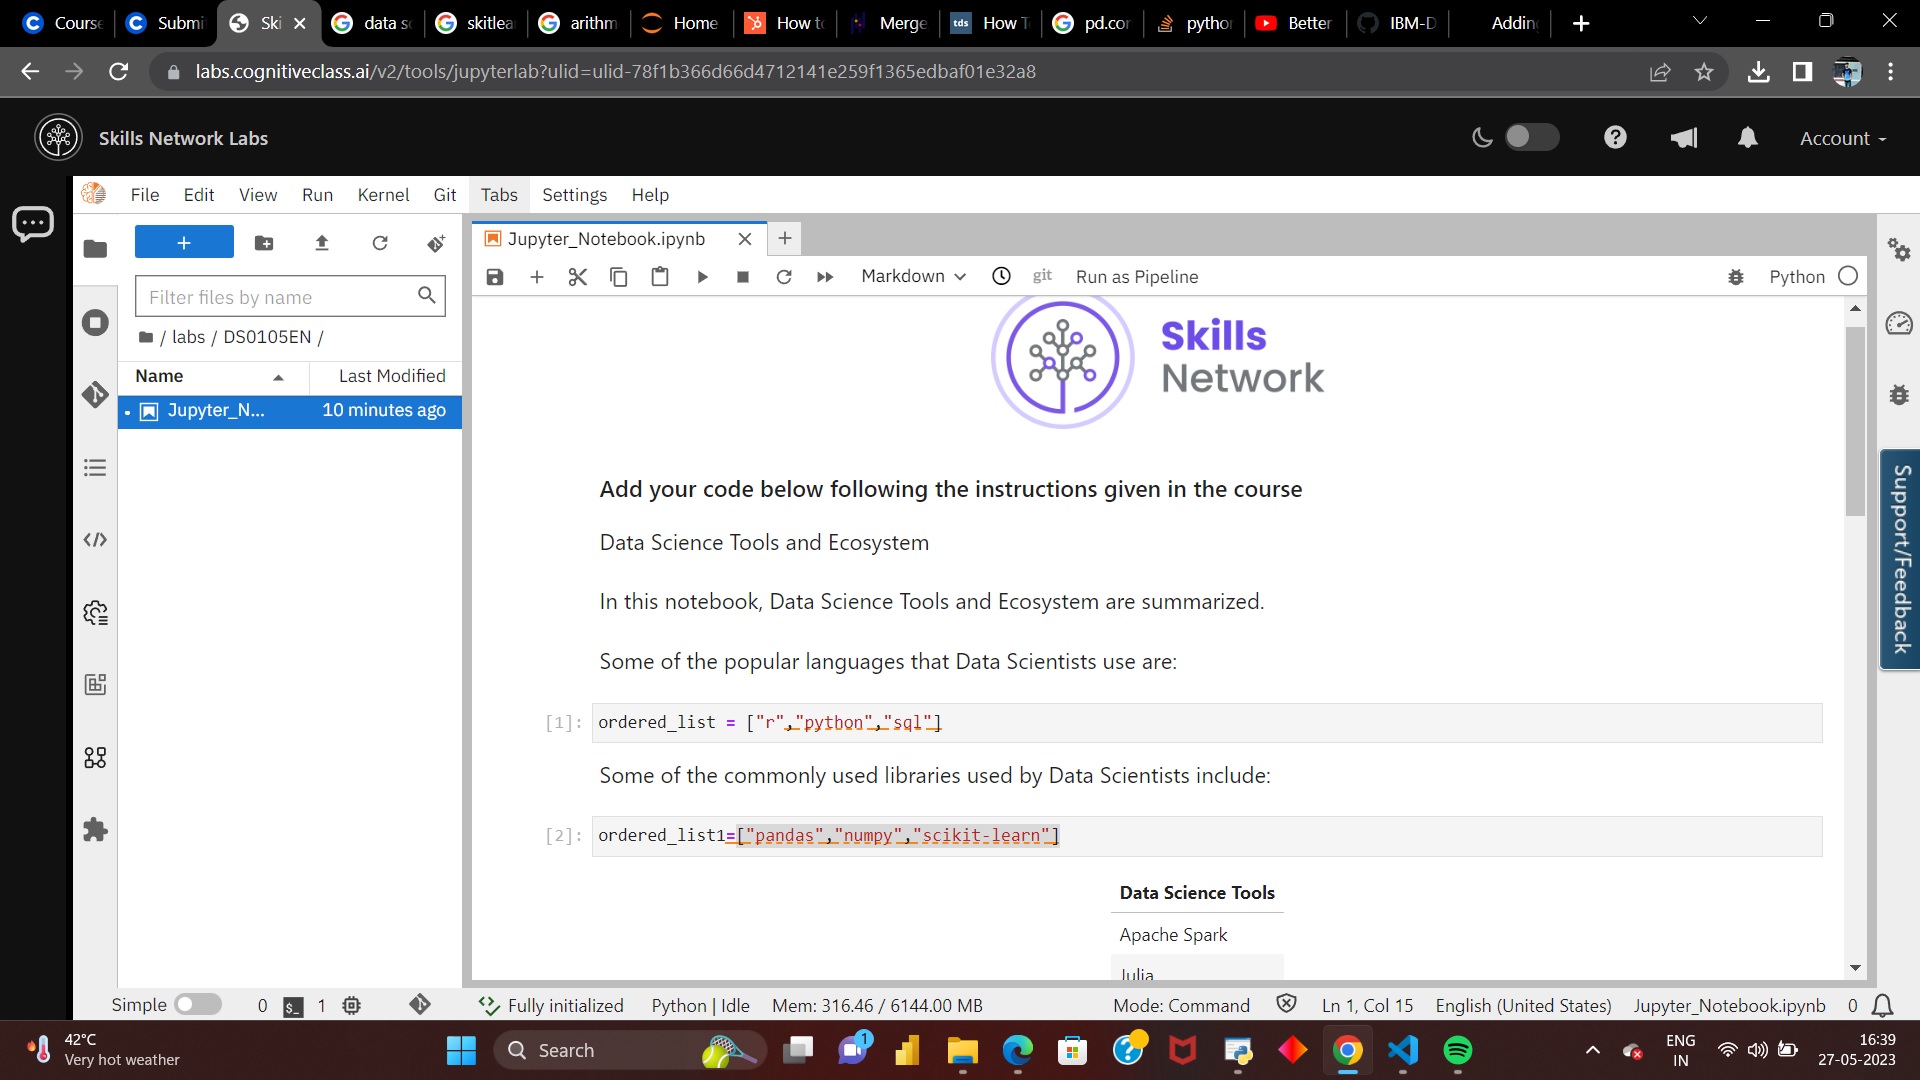 Course
Submi
Ski
data sc
skitlear
arithm
Home
How to
Merge
tds
How T
pd.cor
pythor
Better
IBM-D
Adding
labs.cognitiveclass.ai/v2/tools/jupyterlab?ulid=ulid-78f1b366d66d4712141e259f1365edbaf01e32a8
Skills Network Labs
Account
File Edit View Run Kernel Git Tabs Settings Help
Jupyter_Notebook.ipynb
Markdown
git
Run as Pipeline
Python
Filter files by name
/ labs / DS0105EN /
Name
Last Modified
Jupyter_N...
10 minutes ago
Skills
Network
Add your code below following the instructions given in the course
Data Science Tools and Ecosystem
In this notebook, Data Science Tools and Ecosystem are summarized.
Some of the popular languages that Data Scientists use are:
[1]: ordered_list = ["r","python","sql"]
Some of the commonly used libraries used by Data Scientists include:
[2]: ordered_list1=["pandas","numpy","scikit-learn"]
Data Science Tools
Apache Spark
Julia
Support/Feedback
Simple 0 $_ 1 Fully initialized Python | Idle Mem: 316.46 / 6144.00 MB Mode: Command Ln 1, Col 15 English (United States) Jupyter_Notebook.ipynb 0
42°C
Very hot weather
Search
1
ENG
IN
16:39
27-05-2023